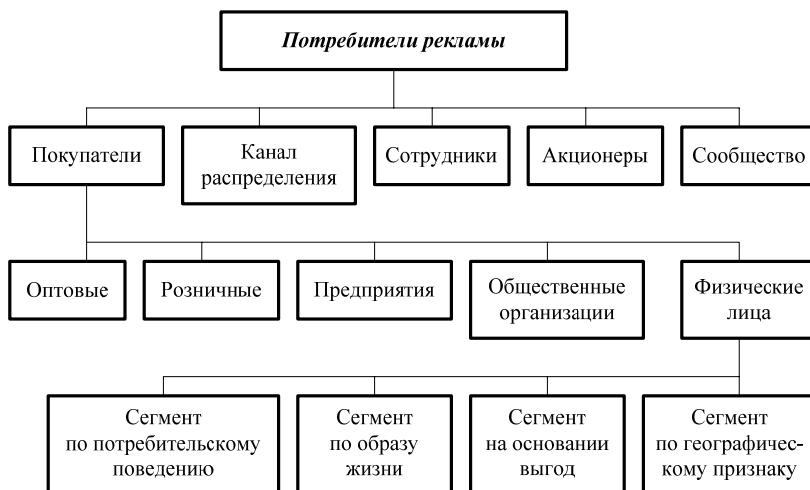 Потребители рекламы
Покупатели
Канал
распределения
Сотрудники
Акционеры
Сообщество
Оптовые
Розничные
Предприятия
Общественные
организации
Физические
лица
Сегмент
по потребительскому
поведению
Сегмент
по образу
жизни
Сегмент
на основании
выгод
Сегмент
по географичес-
кому признаку